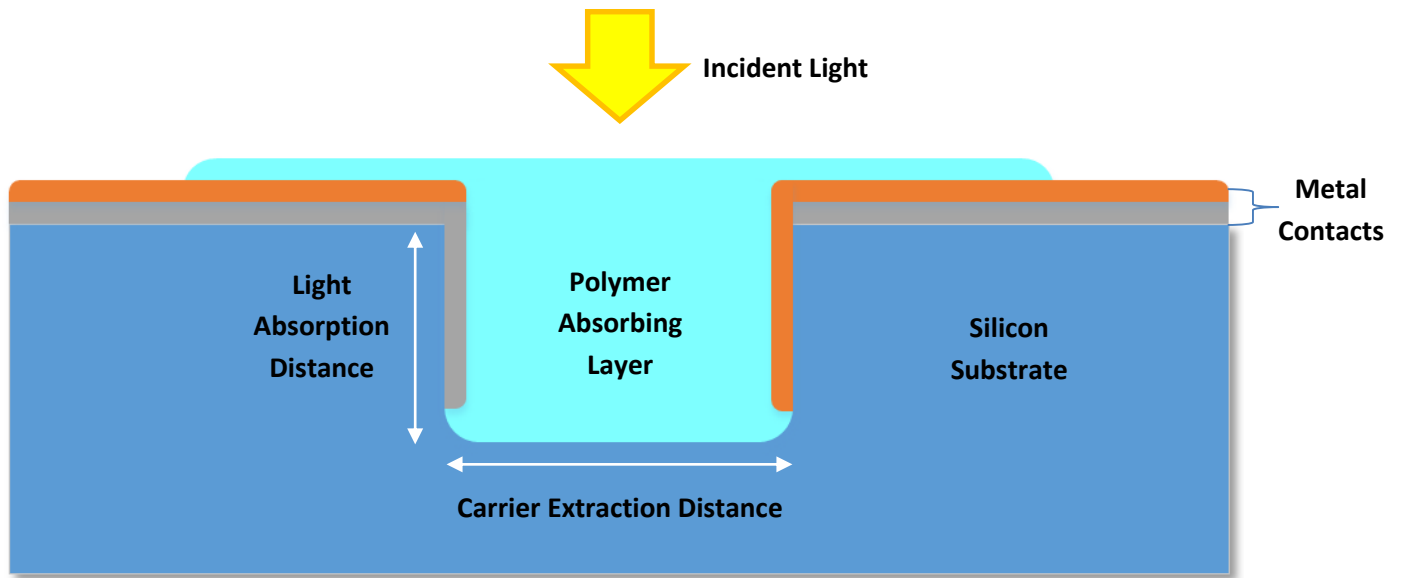 Incident Light
Metal
Contacts
Light
Absorption
Distance
Polymer
Absorbing
Layer
Silicon
Substrate
Carrier Extraction Distance